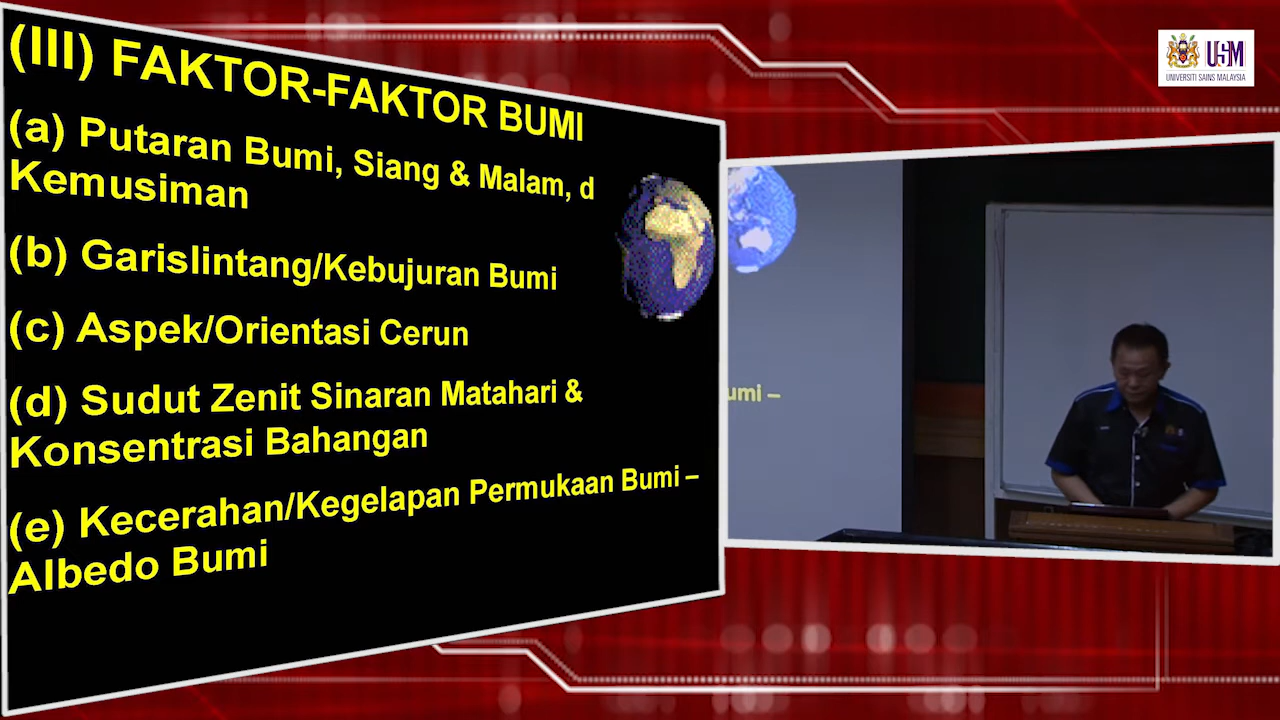 (III) FAKTOR-FAKTOR BUMI
(a) Putaran Bumi, Siang & Malam, d
Kemusiman
(b) Garislintang/Kebujuran Bumi
(c) Aspek/Orientasi Cerun
(d) Sudut Zenit Sinaran Matahari &
Konsentrasi Bahangan
(e) Kecerahan/Kegelapan Permukaan Bumi –
Albedo Bumi
USM
UNIVERSITI SAINS MALAYSIA
umi –